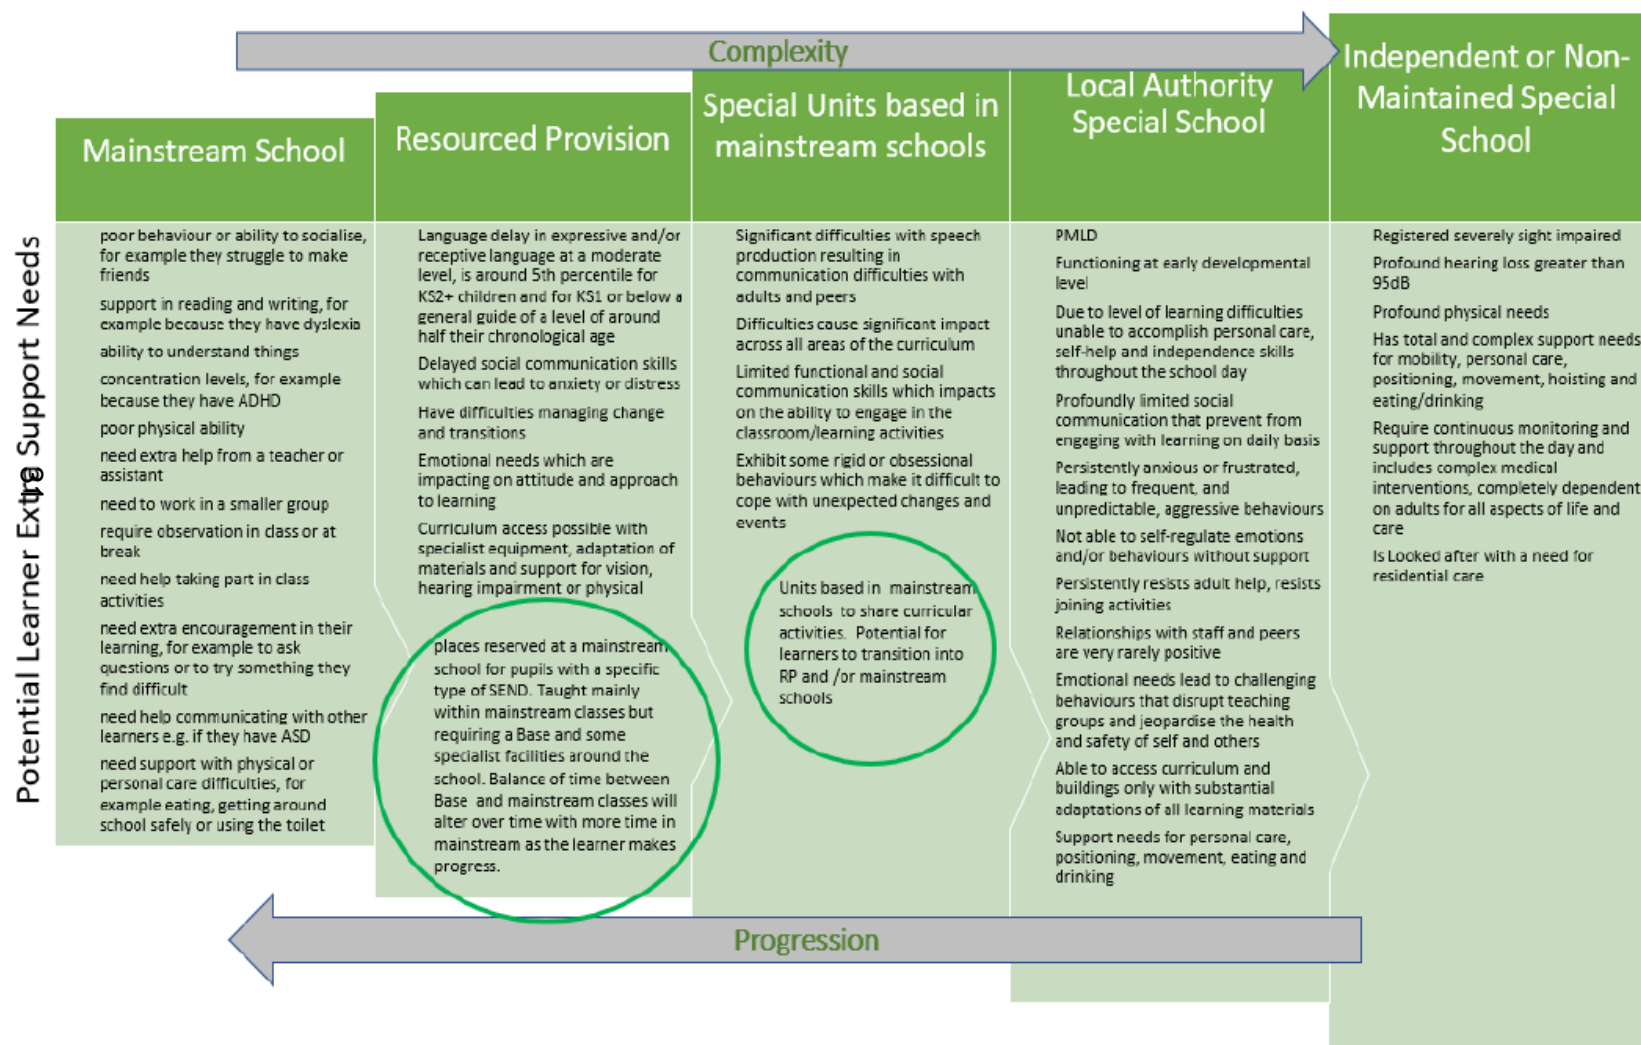 Complexity
Mainstream School
Resourced Provision
Special Units based in
mainstream schools
Local Authority
Special School
Independent or Non-
Maintained Special
School
Potential Learner Extra Support Needs
poor behaviour or ability to socialise,
for example they struggle to make
friends
support in reading and writing, for
example because they have dyslexia
ability to understand things
concentration levels, for example
because they have ADHD
poor physical ability
need extra help from a teacher or
assistant
need to work in a smaller group
require observation in class or at
break
need help taking part in class
activities
need extra encouragement in their
learning, for example to ask
questions or to try something they
find difficult
need help communicating with other
learners e.g. if they have ASD
need support with physical or
personal care difficulties, for
example eating, getting around
school safely or using the toilet
Language delay in expressive and/or
receptive language at a moderate
level, is around 5th percentile for
KS2+ children and for KS1 or below a
general guide of a level of around
half their chronological age
Delayed social communication skills
which can lead to anxiety or distress
Have difficulties managing change
and transitions
Emotional needs which are
impacting on attitude and approach
to learning
Curriculum access possible with
specialist equipment, adaptation of
materials and support for vision,
hearing impairment or physical
places reserved at a mainstream
school for pupils with a specific
type of SEND. Taught mainly
within mainstream classes but
requiring a Base and some
specialist facilities around the
school. Balance of time between
Base and mainstream classes will
alter over time with more time in
mainstream as the learner makes
progress.
Significant difficulties with speech
production resulting in
communication difficulties with
adults and peers
Difficulties cause significant impact
across all areas of the curriculum
Limited functional and social
communication skills which impacts
on the ability to engage in the
classroom/learning activities
Exhibit some rigid or obsessional
behaviours which make it difficult to
cope with unexpected changes and
events
Units based in mainstream
schools to share curricular
activities. Potential for
learners to transition into
RP and /or mainstream
schools
PMLD
Functioning at early developmental
level
Due to level of learning difficulties
unable to accomplish personal care,
self-help and independence skills
throughout the school day
Profoundly limited social
communication that prevent from
engaging with learning on daily basis
Persistently anxious or frustrated,
leading to frequent, and
unpredictable, aggressive behaviours
Not able to self-regulate emotions
and/or behaviours without support
Persistently resists adult help, resists
joining activities
Relationships with staff and peers
are very rarely positive
Emotional needs lead to challenging
behaviours that disrupt teaching
groups and jeopardise the health
and safety of self and others
Able to access curriculum and
buildings only with substantial
adaptations of all learning materials
Support needs for personal care,
positioning, movement, eating and
drinking
Registered severely sight impaired
Profound hearing loss greater than
95dB
Profound physical needs
Has total and complex support needs
for mobility, personal care,
positioning, movement, hoisting and
eating/drinking
Require continuous monitoring and
support throughout the day and
includes complex medical
interventions, completely dependent
on adults for all aspects of life and
care
Is Looked after with a need for
residential care
Progression